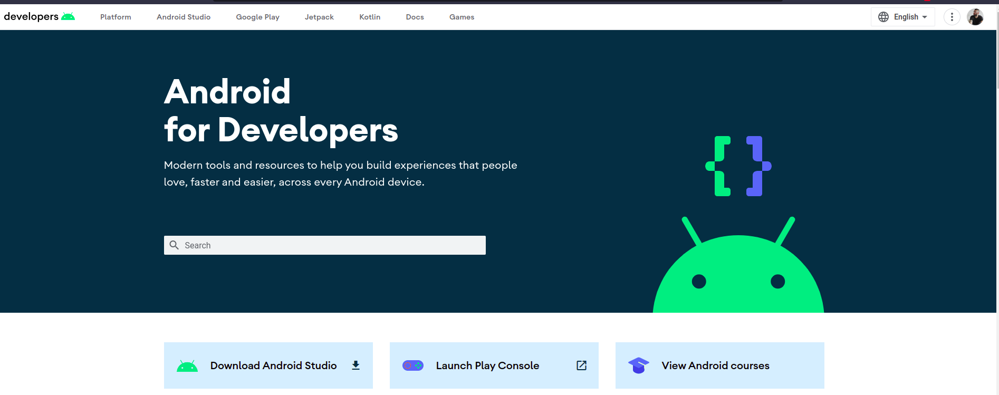 developers Platform Android Studio Google Play Jetpack Kotlin Docs Games English
Android
for Developers
Modern tools and resources to help you build experiences that people
love, faster and easier, across every Android device.
Search
Download Android Studio Launch Play Console View Android courses